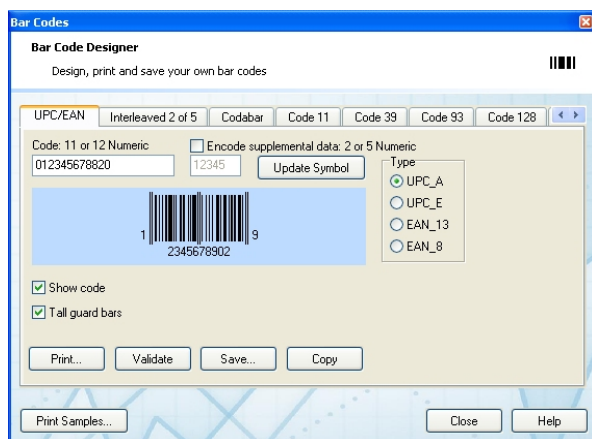 Bar Codes
Bar Code Designer
Design, print and save your own bar codes
UPC/EAN Interleaved 2 of 5 Codabar Code 11 Code 39 Code 93 Code 128
Code: 11 or 12 Numeric Encode supplemental data: 2 or 5 Numeric
012345678820 12345 Update Symbol Type
UPC_A
UPC_E
EAN_13
EAN_8
1 9
2345678902
Show code
Tall guard bars
Print... Validate Save... Copy
Print Samples... Close Help